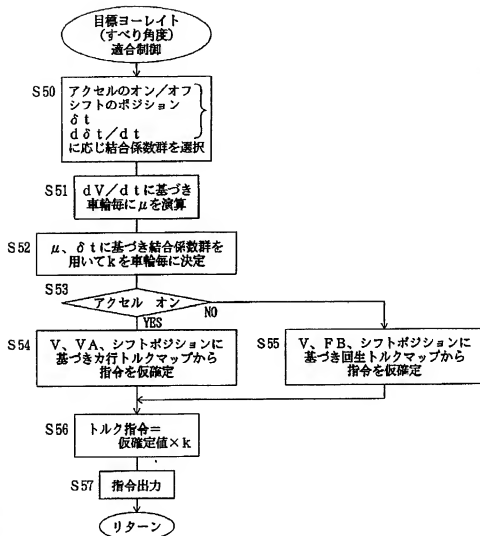 目標ヨーレイト
(すべり角度)
適合制御
S50
アクセルのオン/オフ
シフトのポジション
δt
dδt/dt
に応じ結合係数群を選択
S51
dV/dtに基づき
車輪毎にμを演算
S52
μ、δtに基づき結合係数群を
用いてkを車輪毎に決定
S53
アクセル オン
YES
NO
S54
V、VA、シフトポジションに
基づき力行トルクマップから
指令を仮確定
S55
V、FB、シフトポジションに
基づき回生トルクマップから
指令を仮確定
S56
トルク指令=
仮確定値×k
S57
指令出力
リターン